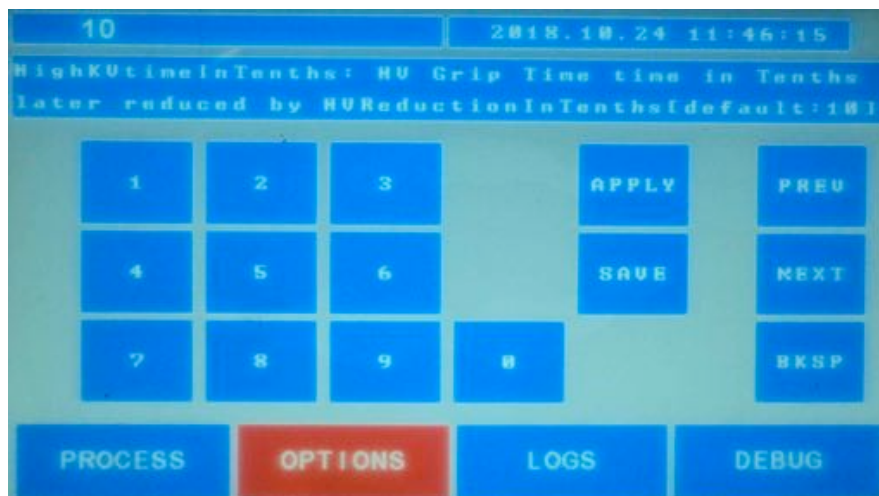 10 2018.10.24 11:46:15
HighKVtimeInTenths: HV Grip Time time in Tenths
later reduced by HVReductionInTenths[default:10]
1 2 3 APPLY PREV
4 5 6 SAVE NEXT
7 8 9 0 BKSP
PROCESS OPTIONS LOGS DEBUG